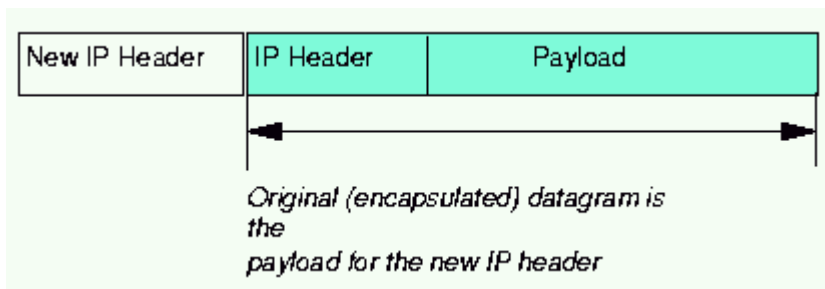 New IP Header
IP Header
Payload
Original (encapsulated) datagram is
the
payload for the new IP header